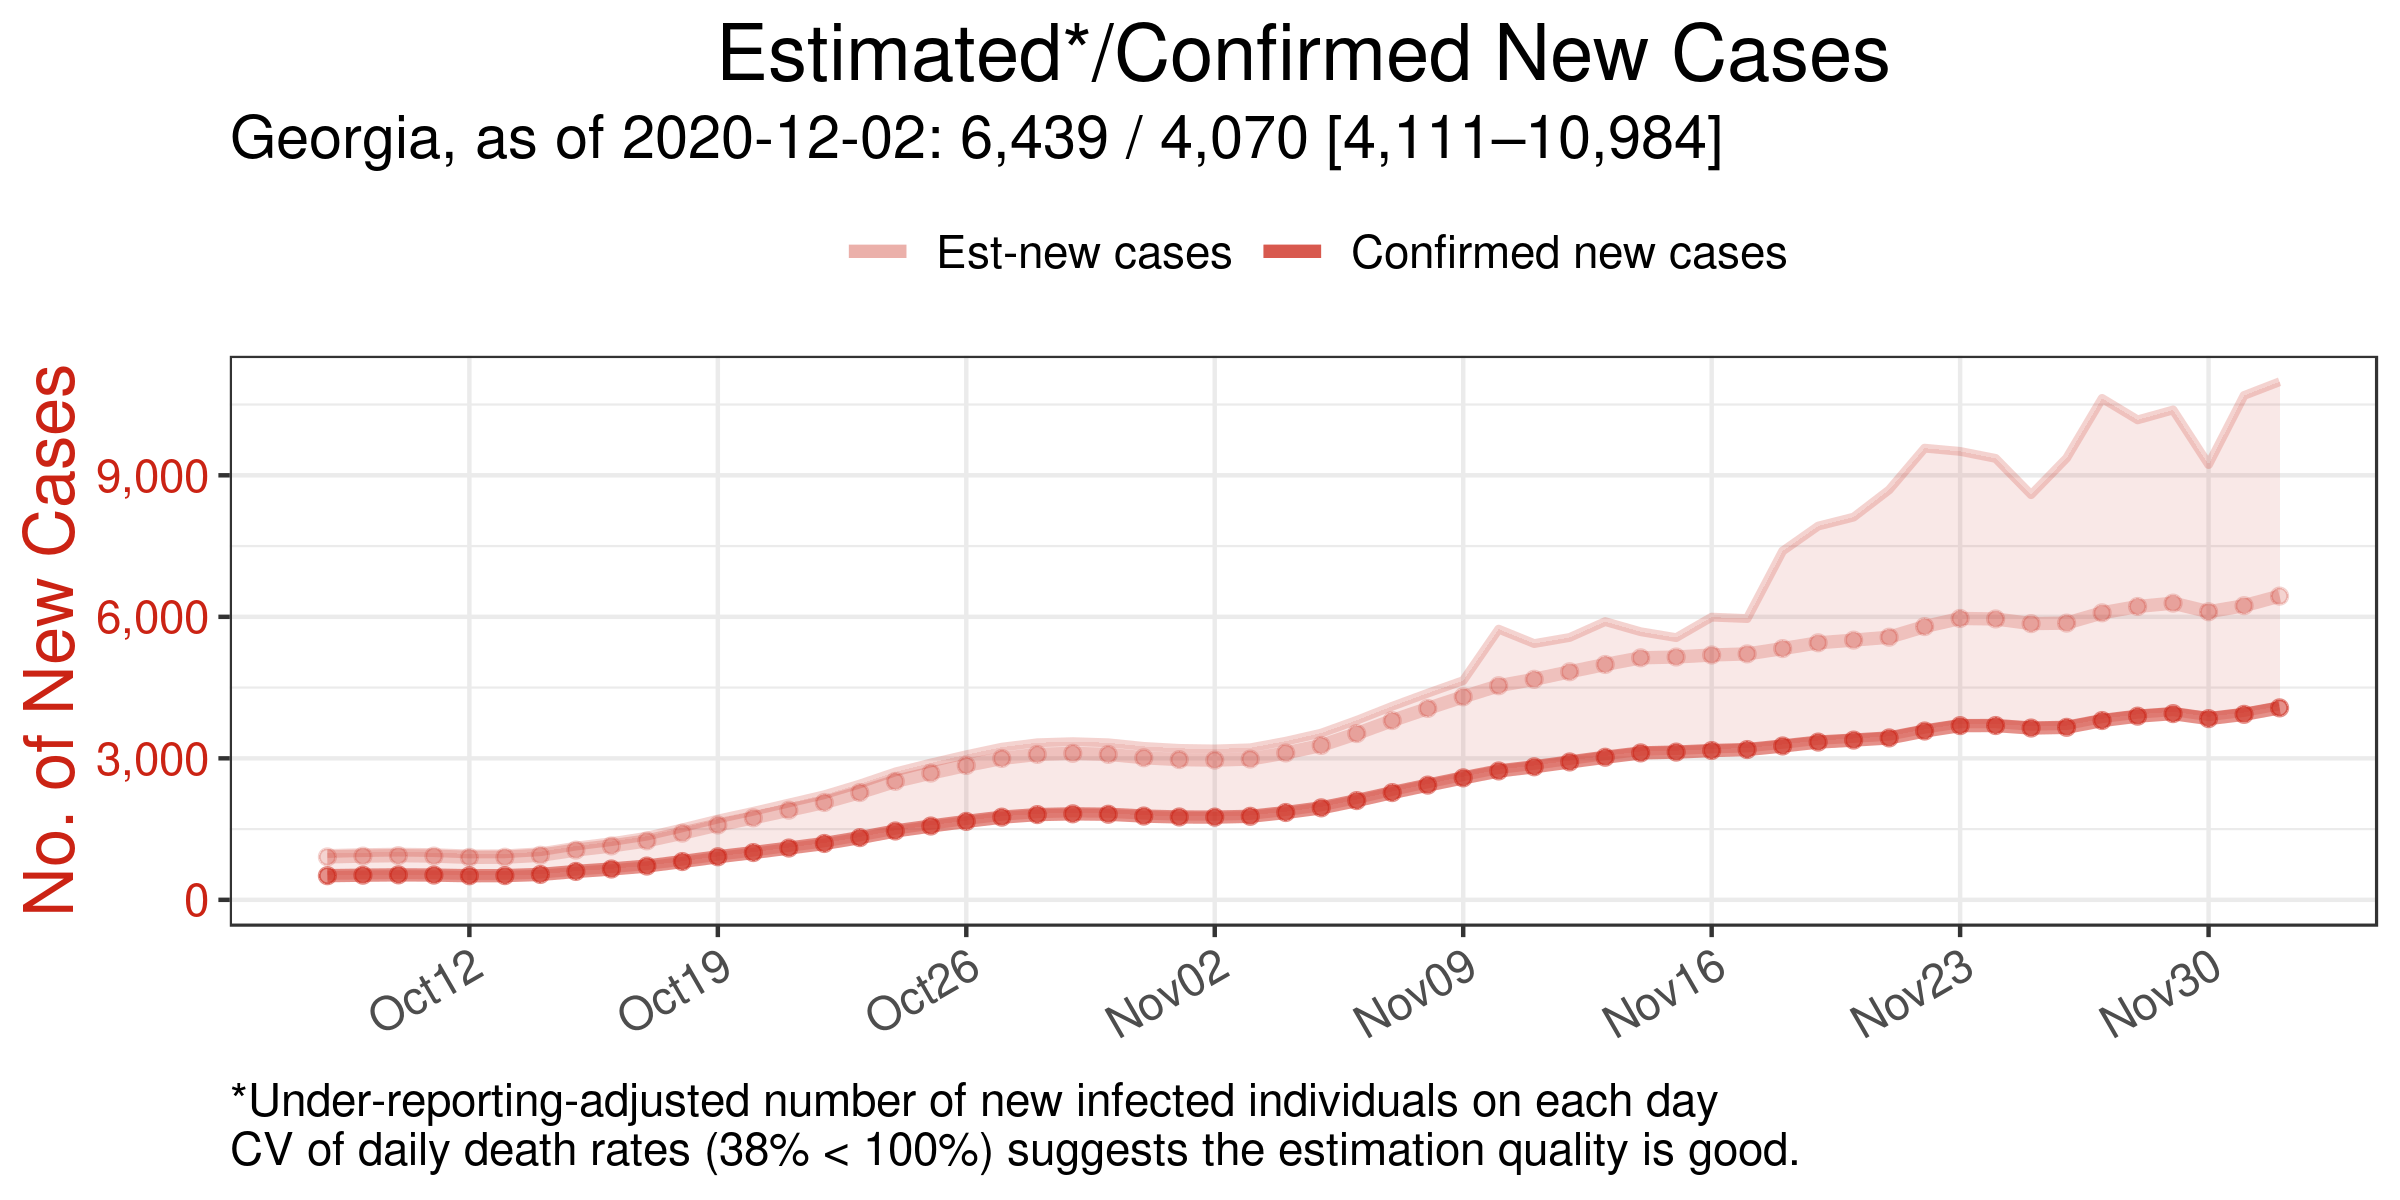 Estimated*/Confirmed New Cases
Georgia, as of 2020-12-02: 6,439 / 4,070 [4,111–10,984]
Est-new cases Confirmed new cases
No. of New Cases
9,000
6,000
3,000
0
Oct12 Oct19 Oct26 Nov02 Nov09 Nov16 Nov23 Nov30
*Under-reporting-adjusted number of new infected individuals on each day
CV of daily death rates (38% < 100%) suggests the estimation quality is good.